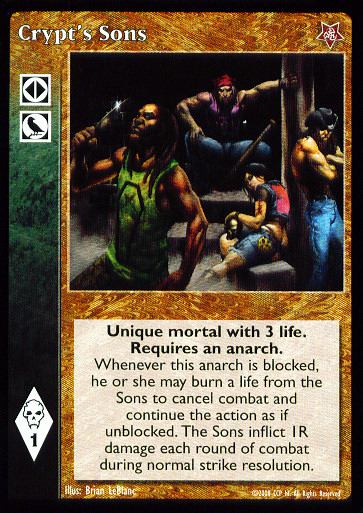 Crypt's Sons
Unique mortal with 3 life.
Requires an anarch.
Whenever this anarch is blocked,
he or she may burn a life from the
Sons to cancel combat and
continue the action as if
unblocked. The Sons inflict 1R
damage each round of combat
during normal strike resolution.
1
Illus: Brian LeBlanc